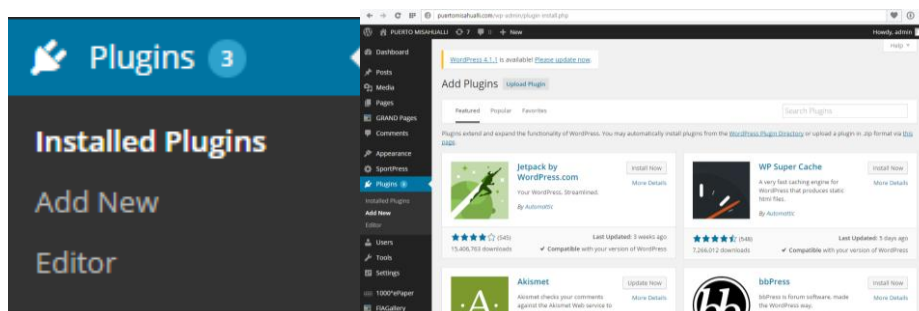 Plugins 3
Installed Plugins
Add New
Editor
puertomisahualli.com/wp-admin/plugin-install.php
PUERTO MISAHUALLI 7 0 + New
Howdy, admin
Help
Dashboard
Posts
Media
Pages
GRAND Pages
Comments
Appearance
SportPress
Plugins
Installed Plugins
Add New
Editor
Users
Tools
Settings
1000°ePaper
FlAGallery
WordPress 4.1.1 is available! Please update now.
Add Plugins Upload Plugin
Featured Popular Favorites
Search Plugins
Plugins extend and expand the functionality of WordPress. You may automatically install plugins from the WordPress Plugin Directory or upload a plugin in .zip format via this
page.
Jetpack by
WordPress.com
Install Now
More Details
Your WordPress, Streamlined.
By Automattic
(545)
Last Updated: 3 weeks ago
15,406,763 downloads
✔ Compatible with your version of WordPress
WP Super Cache
Install Now
More Details
A very fast caching engine for
WordPress that produces static
html files.
By Automattic
(546)
Last Updated: 5 days ago
7,266,012 downloads
✔ Compatible with your version of WordPress
Akismet
Update Now
More Details
Akismet checks your comments
against the Akismet Web service to
bbPress
Install Now
More Details
bbPress is forum software, made
the WordPress way.